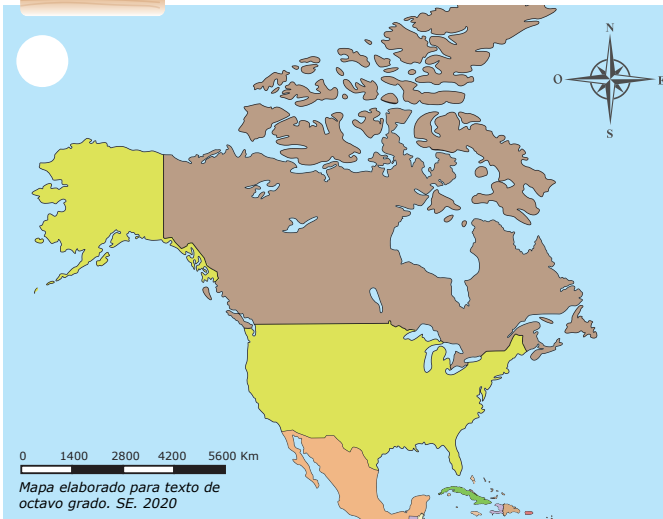 N
O E
S
0 1400 2800 4200 5600 Km
Mapa elaborado para texto de
octavo grado. SE. 2020